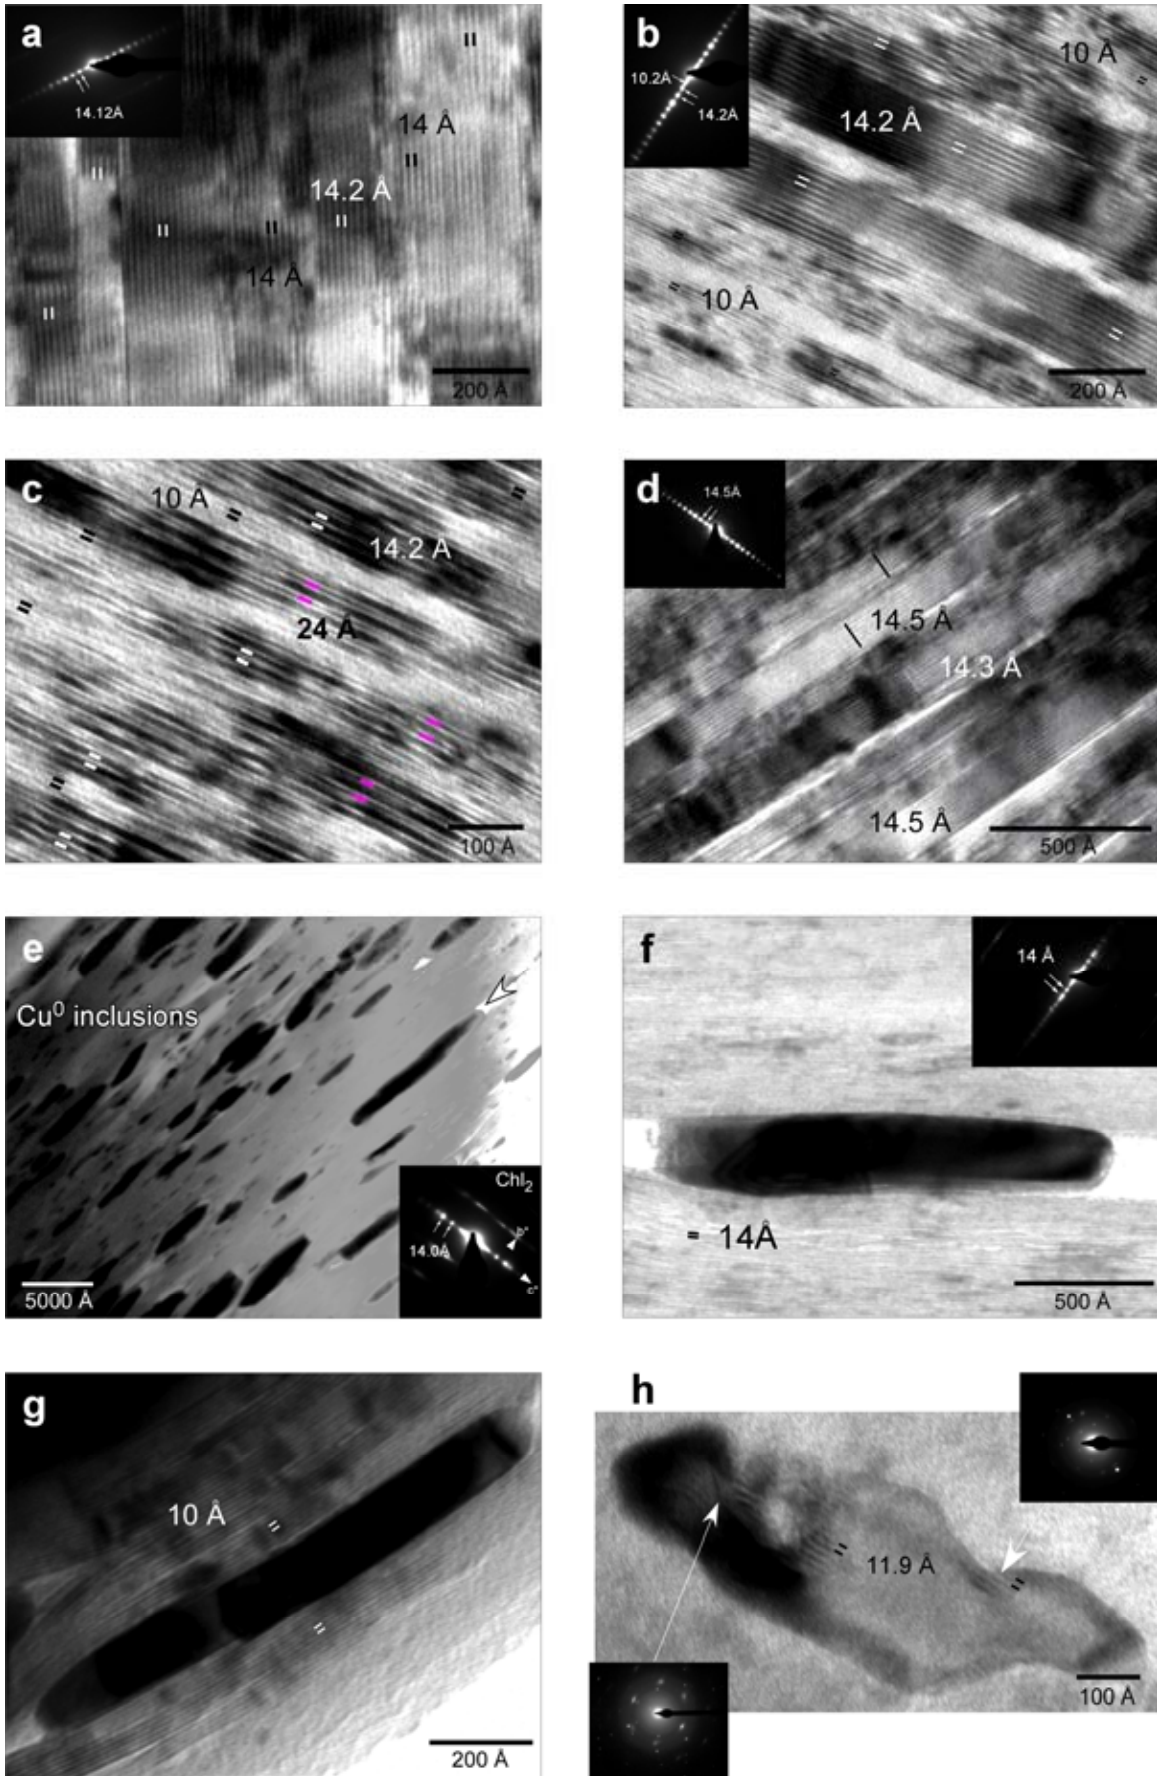 a
14.12Å
14 Å
14.2 Å
14 Å
200 Å
b
10.2Å
14.2Å
10 Å
14.2 Å
10 Å
200 Å
c
10 Å
14.2 Å
24 Å
100 Å
d
14.5Å
14.5 Å
14.3 Å
14.5 Å
500 Å
e
Cu⁰ inclusions
Chl₂
14.0Å
b*
c*
5000 Å
f
14 Å
14Å
500 Å
g
10 Å
200 Å
h
11.9 Å
100 Å